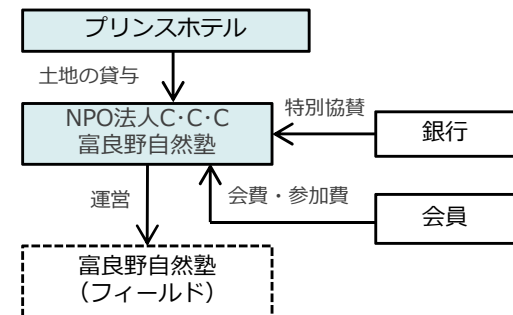 プリンスホテル
土地の貸与
NPO法人C・C・C
富良野自然塾
特別協賛
銀行
運営
会費・参加費
会員
富良野自然塾
（フィールド）